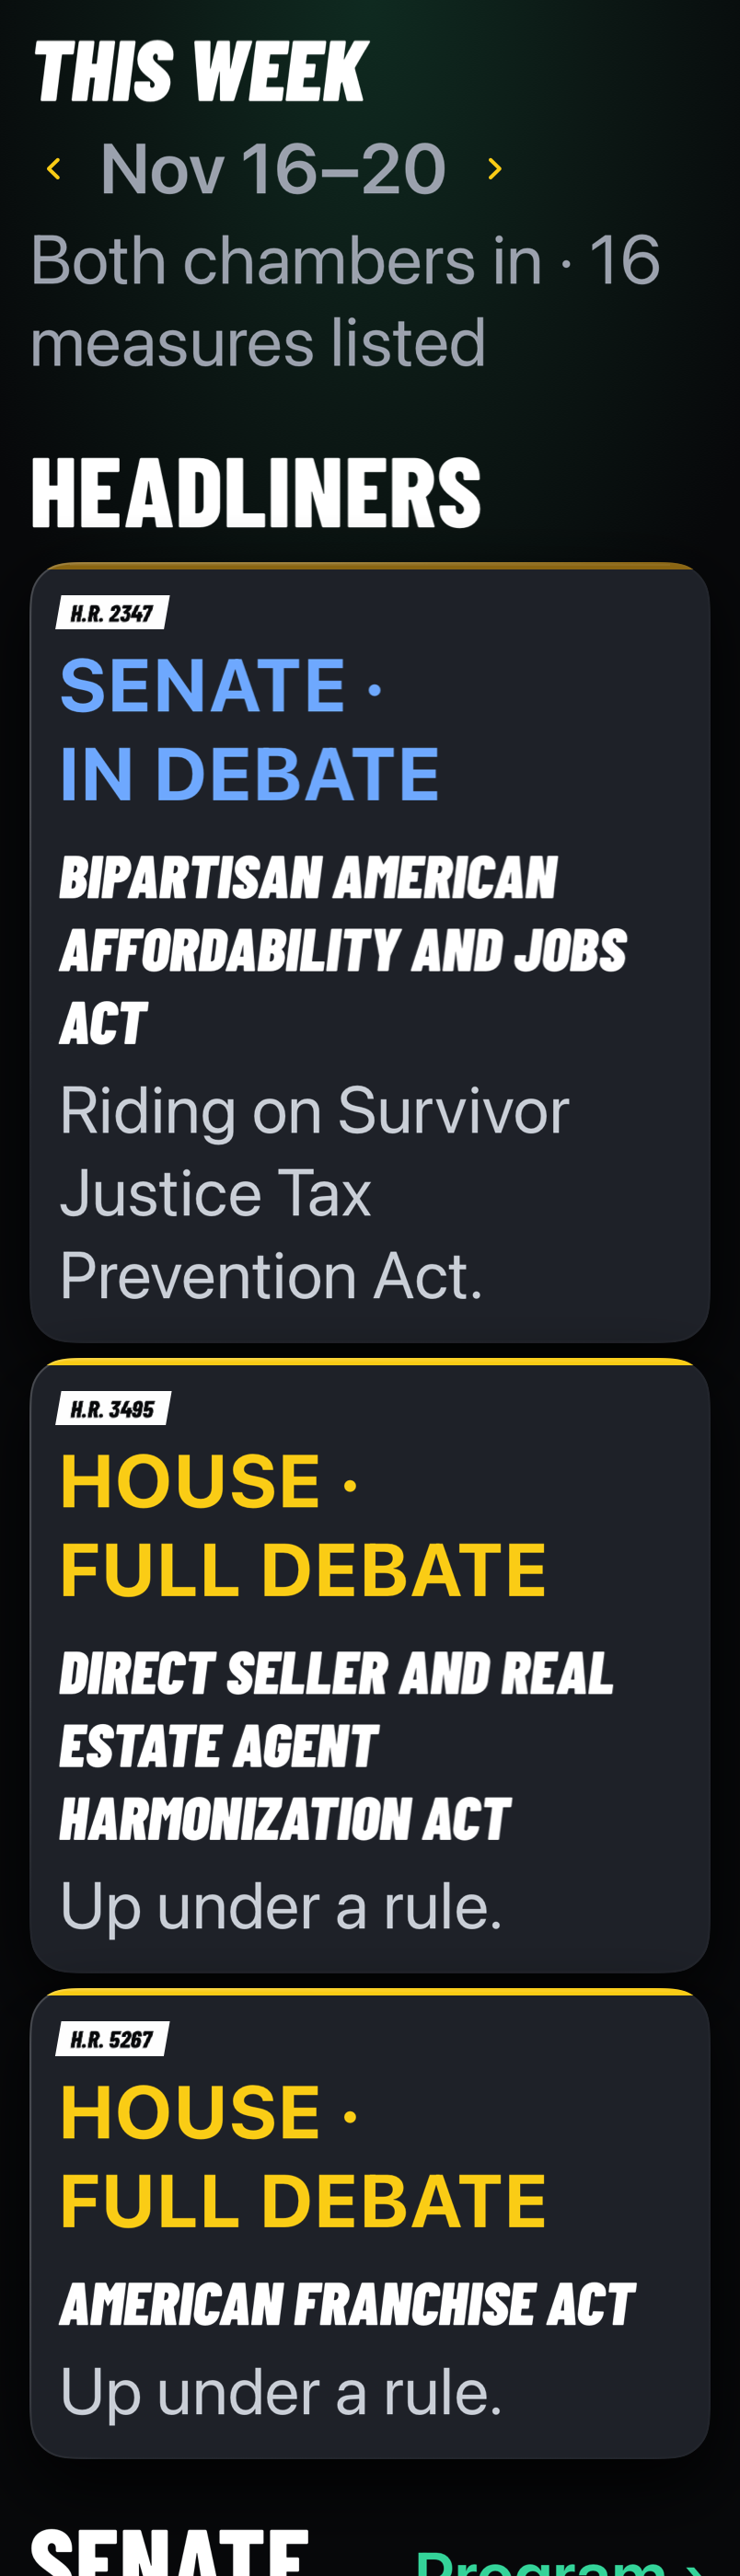 THIS WEEK
‹ Nov 16–20 ›
Both chambers in · 16
measures listed
HEADLINERS
H.R. 2347
SENATE ·
IN DEBATE
BIPARTISAN AMERICAN
AFFORDABILITY AND JOBS
ACT
Riding on Survivor
Justice Tax
Prevention Act.
H.R. 3495
HOUSE ·
FULL DEBATE
DIRECT SELLER AND REAL
ESTATE AGENT
HARMONIZATION ACT
Up under a rule.
H.R. 5267
HOUSE ·
FULL DEBATE
AMERICAN FRANCHISE ACT
Up under a rule.
SENATE Program ›